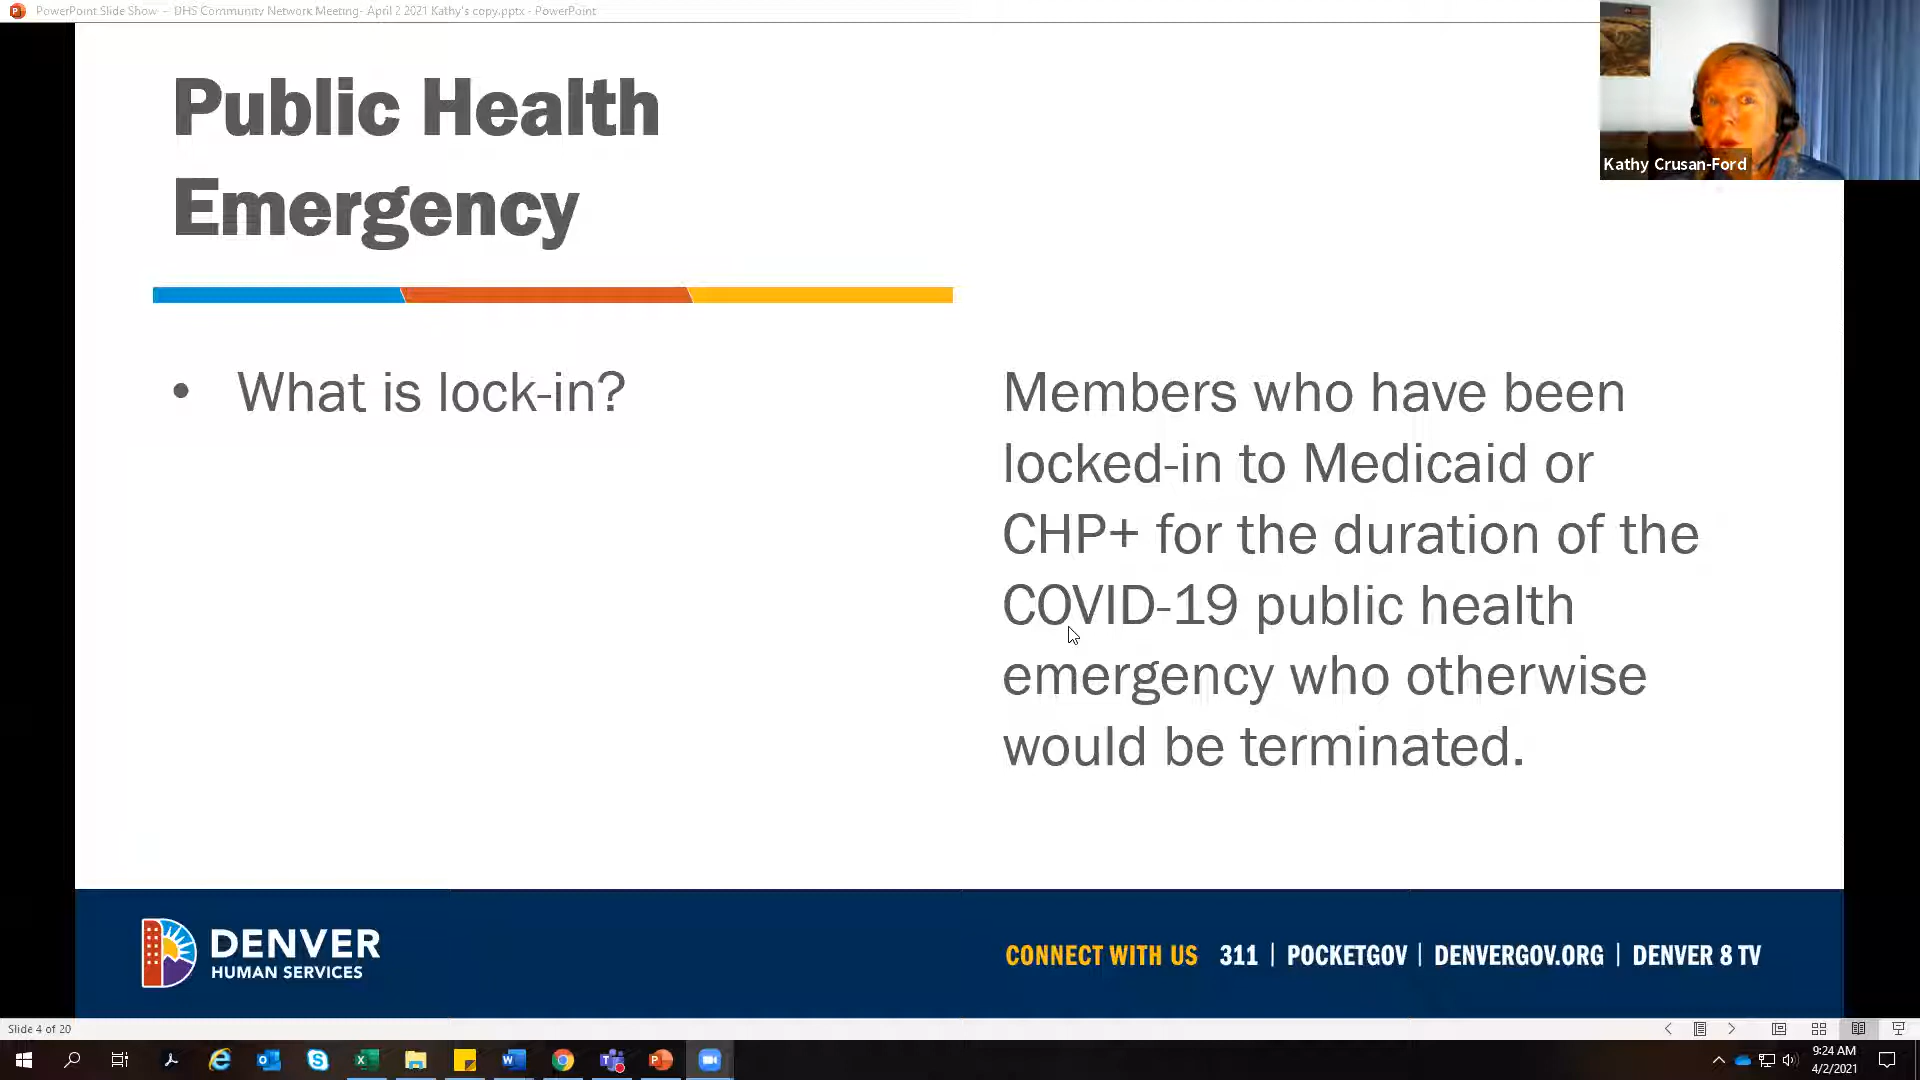 PowerPoint Slide Show - DHS Community Network Meeting- April 2 2021 Kathy's copy.pptx - PowerPoint
Kathy Crusan-Ford
Public Health
Emergency
• What is lock-in?
Members who have been
locked-in to Medicaid or
CHP+ for the duration of the
COVID-19 public health
emergency who otherwise
would be terminated.
DENVER
HUMAN SERVICES
CONNECT WITH US 311 | POCKETGOV | DENVERGOV.ORG | DENVER 8 TV
Slide 4 of 20
9:24 AM
4/2/2021